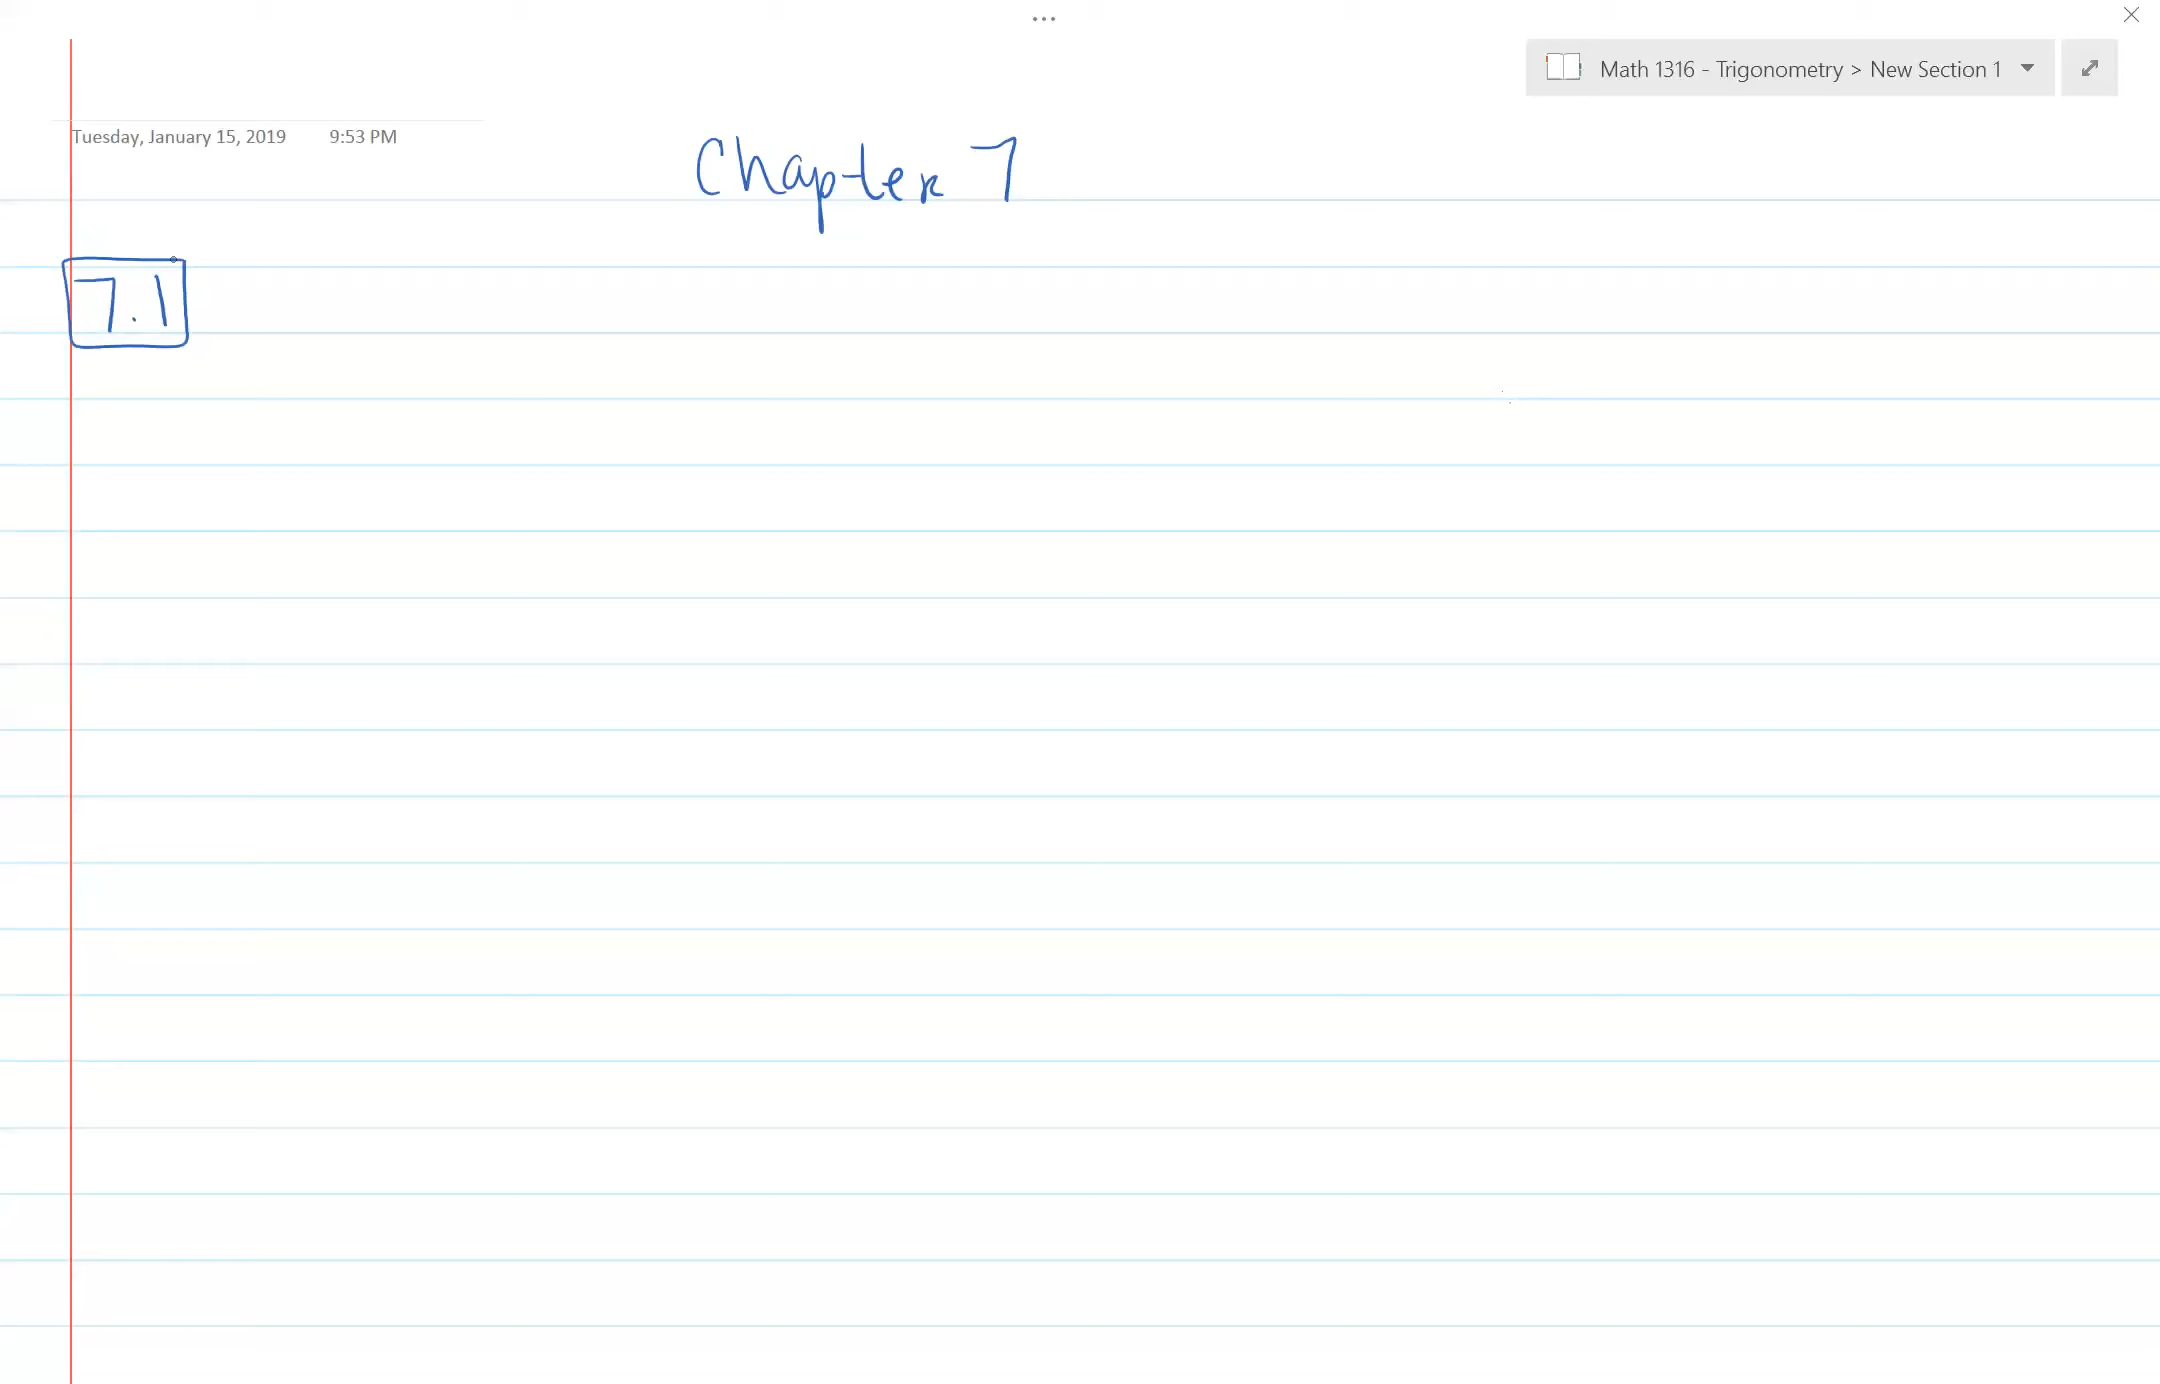 Math 1316 - Trigonometry > New Section 1
Tuesday, January 15, 2019 9:53 PM
Chapter 7
7.1